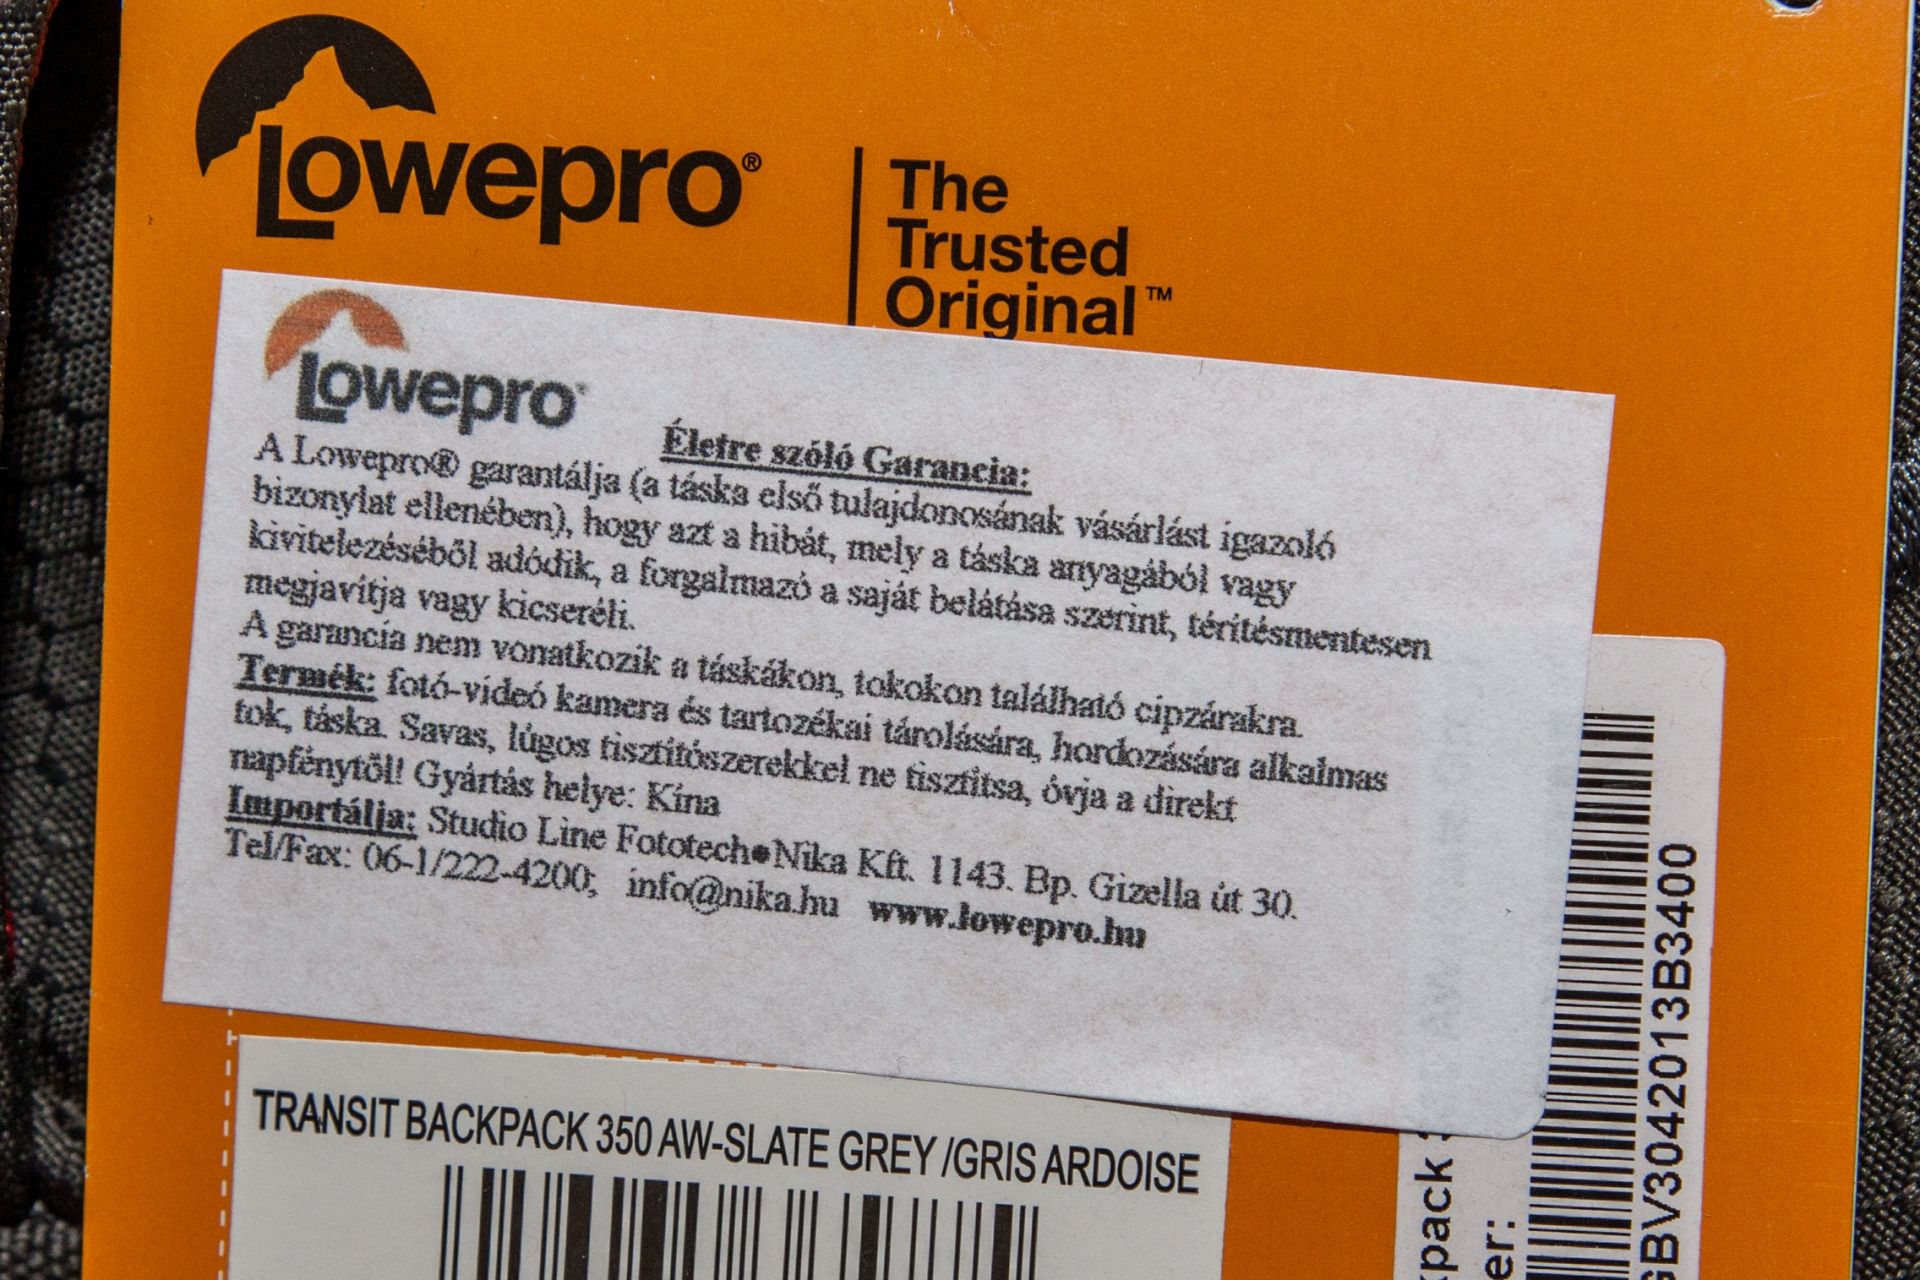 Lowepro®
The
Trusted
Original™
Lowepro
Életre szóló Garancia:
A Lowepro® garantálja (a táska első tulajdonosának vásárlást igazoló
bizonylat ellenében), hogy azt a hibát, mely a táska anyagából vagy
kivitelezéséből adódik, a forgalmazó a saját belátása szerint, térítésmentesen
megjavítja vagy kicseréli.
A garancia nem vonatkozik a táskákon, tokokon található cipzárakra.
Termék: fotó-videó kamera és tartozékai tárolására, hordozására alkalmas
tok, táska. Savas, lúgos tisztítószerekkel ne tisztítsa, óvja a direkt
napfénytől! Gyártás helye: Kína
Importálja: Studio Line Fototech●Nika Kft. 1143. Bp. Gizella út 30.
Tel/Fax: 06-1/222-4200; info@nika.hu www.lowepro.hu
TRANSIT BACKPACK 350 AW-SLATE GREY /GRIS ARDOISE
kpack
er:
GBV3042013B3400